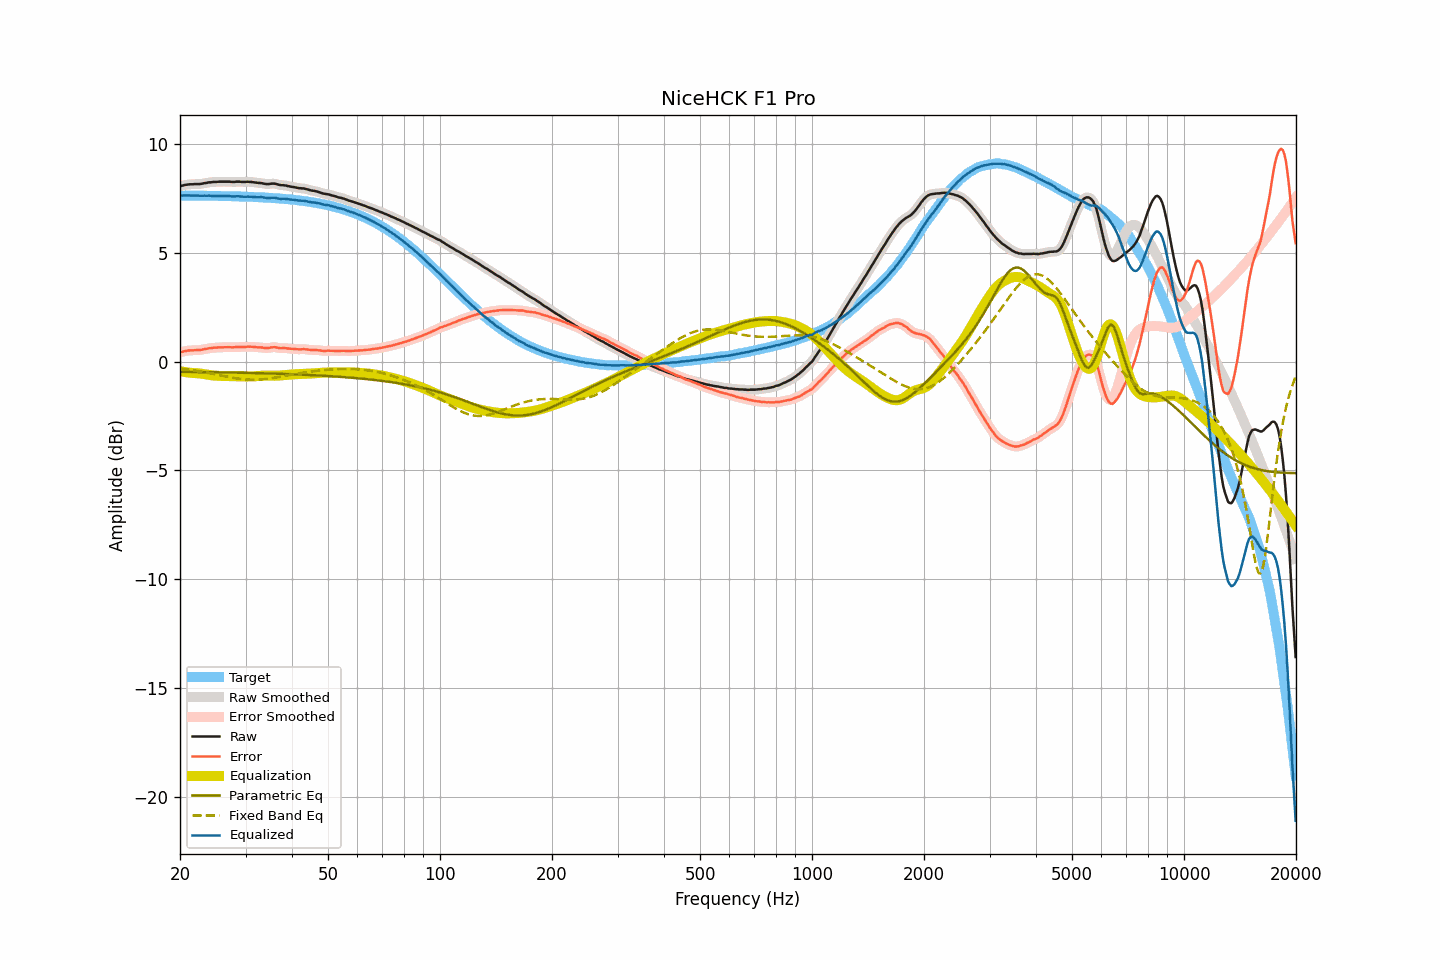 NiceHCK F1 Pro
10
5
0
−5
−10
−15
−20
Amplitude (dBr)
Target
Raw Smoothed
Error Smoothed
Raw
Error
Equalization
Parametric Eq
Fixed Band Eq
Equalized
20 50 100 200 500 1000 2000 5000 10000 20000
Frequency (Hz)